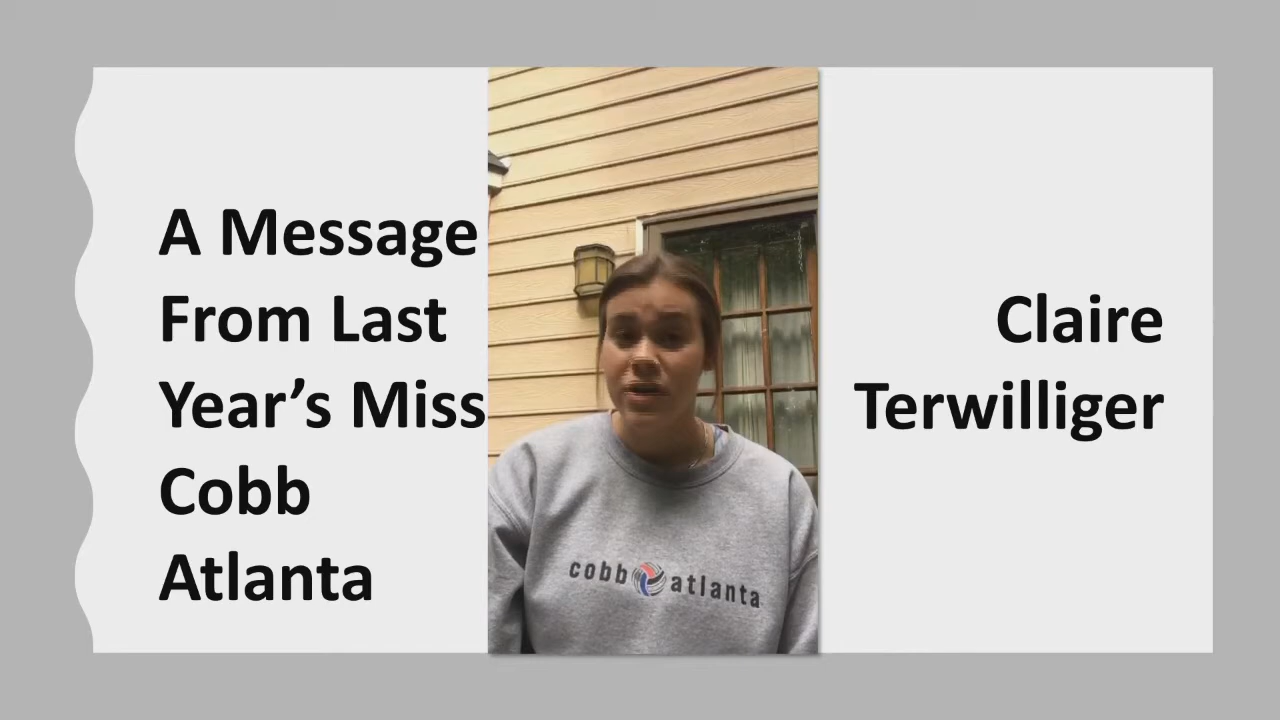 A Message
From Last
Year’s Miss
Cobb
Atlanta
cobb atlanta
Claire
Terwilliger